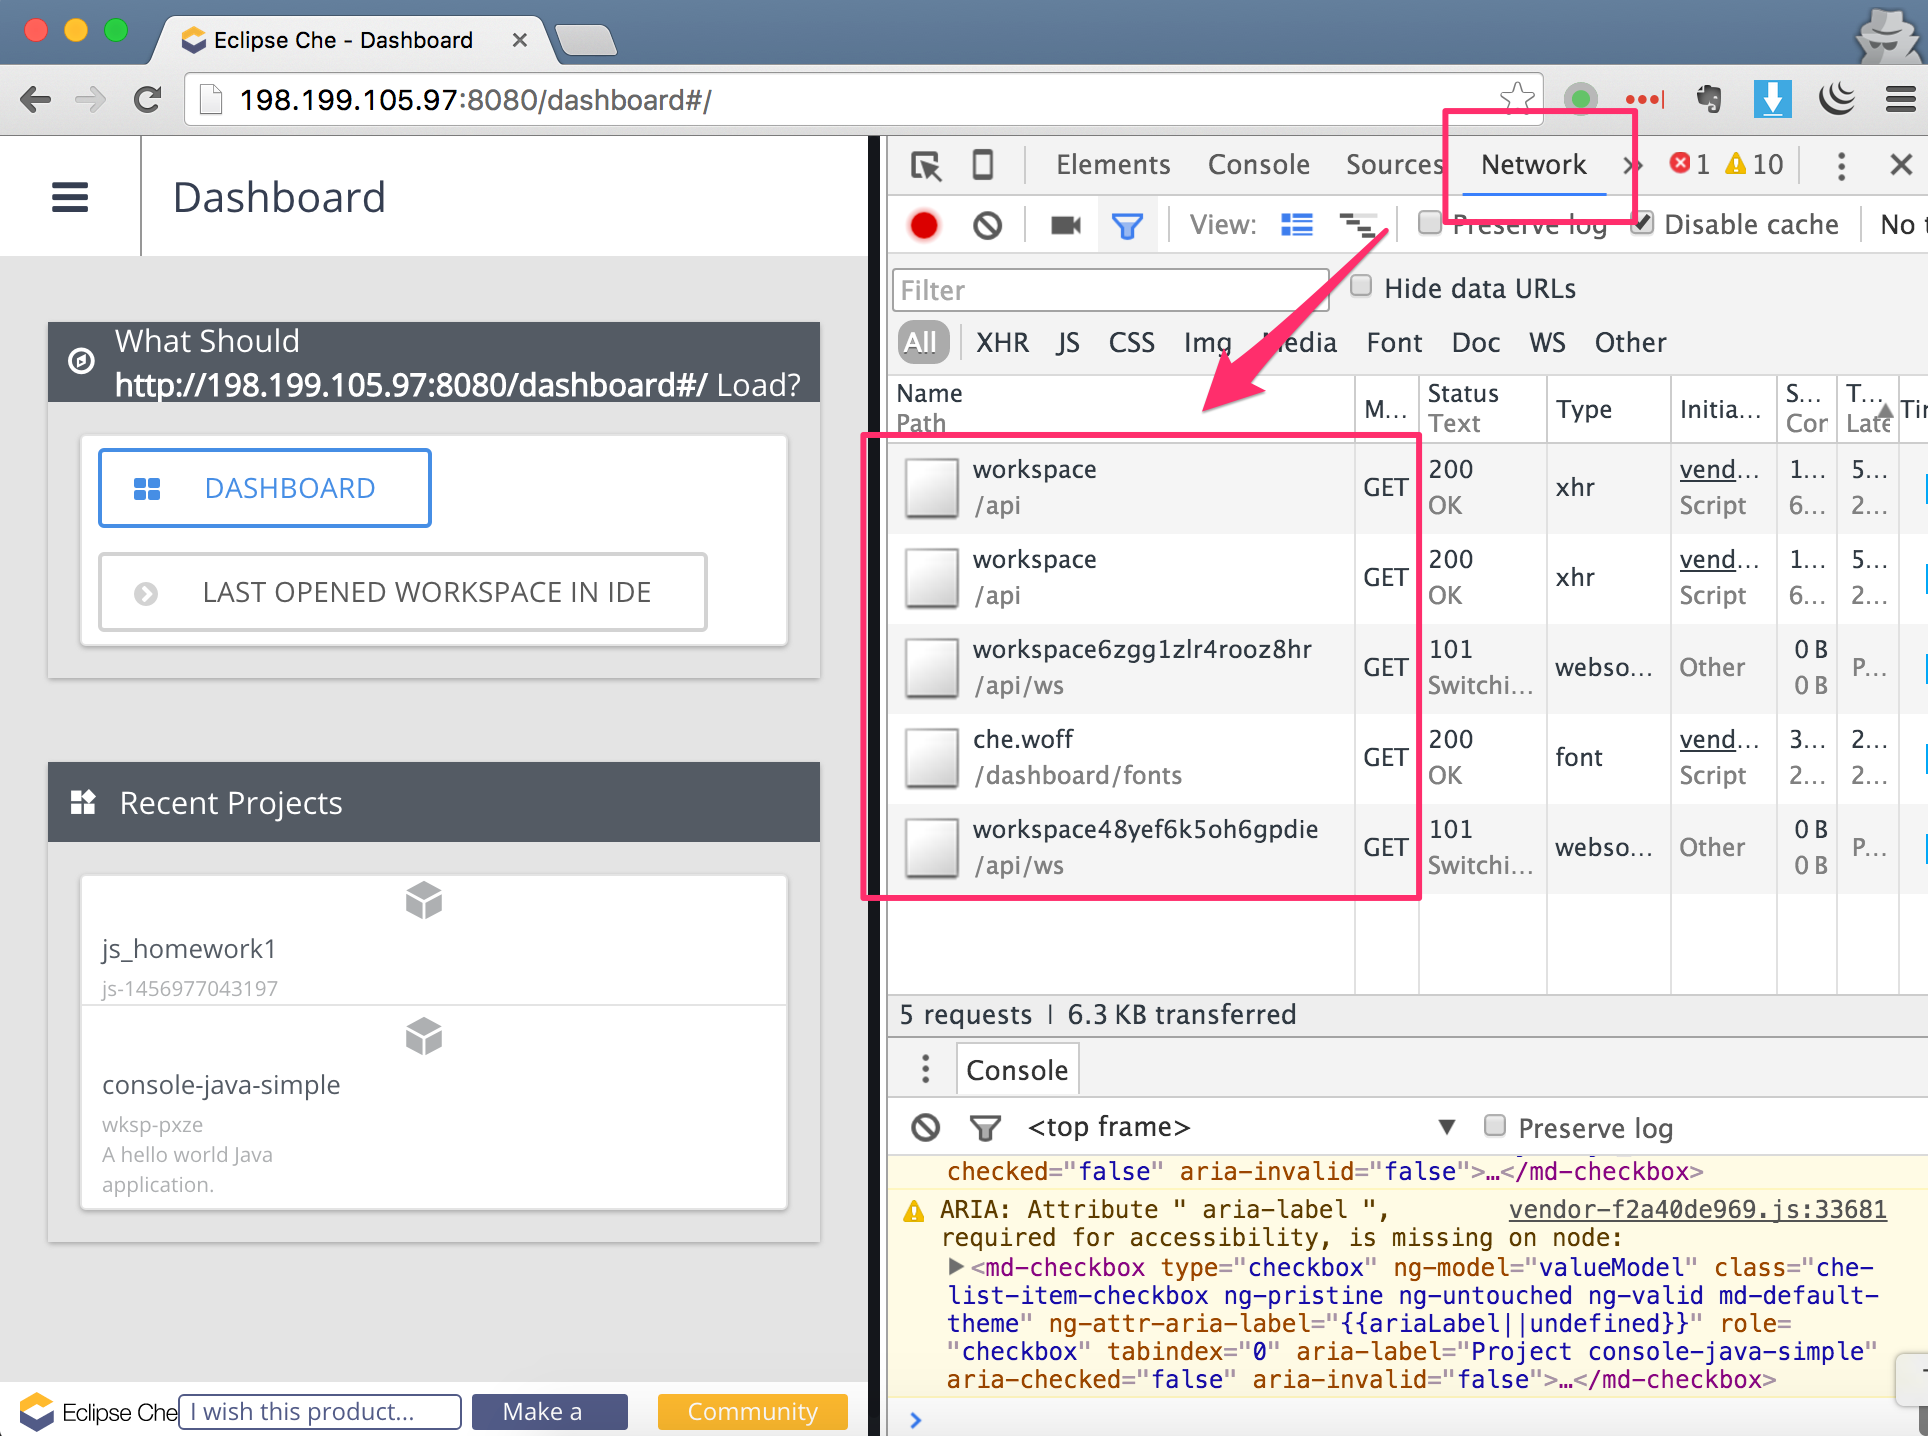 Eclipse Che - Dashboard
198.199.105.97:8080/dashboard#/
Dashboard
What Should
http://198.199.105.97:8080/dashboard#/ Load?
DASHBOARD
LAST OPENED WORKSPACE IN IDE
Recent Projects
js_homework1
js-1456977043197
console-java-simple
wksp-pxze
A hello world Java
application.
Eclipse Che
I wish this product...
Make a
Community
Elements Console Sources Network » 1 10
View: Preserve log Disable cache No t
Filter
Hide data URLs
All XHR JS CSS Img Media Font Doc WS Other
Name M... Status Type Initia... S... T... Tir
Path Text Cor Late
workspace GET 200 xhr vend... 1... 5...
/api OK Script 6... 2...
workspace GET 200 xhr vend... 1... 5...
/api OK Script 6... 2...
workspace6zgg1zlr4rooz8hr GET 101 webso... Other 0 B P...
/api/ws Switchi... 0 B
che.woff GET 200 font vend... 3... 2...
/dashboard/fonts OK Script 2... 2...
workspace48yef6k5oh6gpdie GET 101 webso... Other 0 B P...
/api/ws Switchi... 0 B
5 requests | 6.3 KB transferred
Console
<top frame> ▼ Preserve log
checked="false" aria-invalid="false">…</md-checkbox>
ARIA: Attribute " aria-label ", vendor-f2a40de969.js:33681
required for accessibility, is missing on node:
<md-checkbox type="checkbox" ng-model="valueModel" class="che-
list-item-checkbox ng-pristine ng-untouched ng-valid md-default-
theme" ng-attr-aria-label="{{ariaLabel||undefined}}" role=
"checkbox" tabindex="0" aria-label="Project console-java-simple"
aria-checked="false" aria-invalid="false">…</md-checkbox>